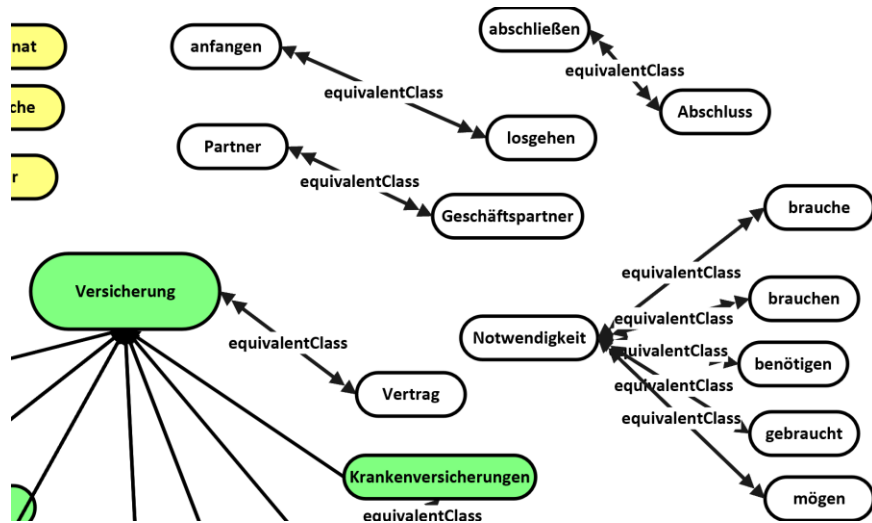 nat
anfangen
abschließen
equivalentClass
equivalentClass
che
Abschluss
losgehen
Partner
r
equivalentClass
Geschäftspartner
brauche
equivalentClass
Versicherung
brauchen
equivalentClass
Notwendigkeit
equivalentClass
equivalentClass
benötigen
equivalentClass
Vertrag
equivalentClass
gebraucht
Krankenversicherungen
mögen
equivalentClass